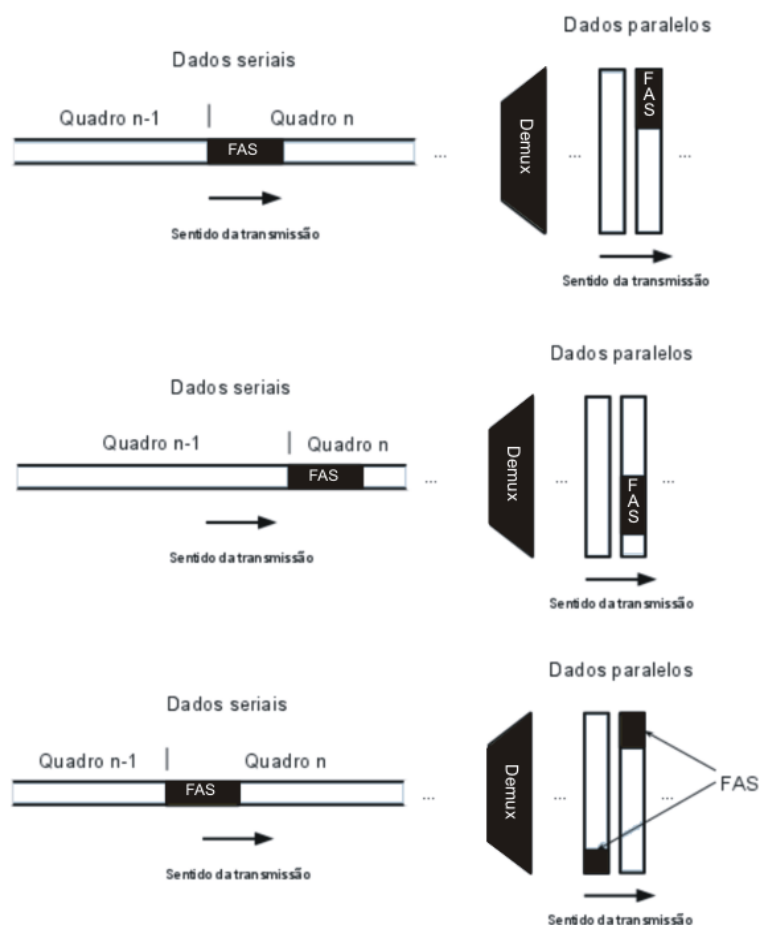 Dados paralelos
Dados seriais
Quadro n-1 | Quadro n
FAS
...
Demux
...
FAS
...
Sentido da transmissão
Sentido da transmissão
Dados paralelos
Dados seriais
Quadro n-1 | Quadro n
FAS
...
Demux
...
FAS
...
Sentido da transmissão
Sentido da transmissão
Dados paralelos
Dados seriais
Quadro n-1 | Quadro n
FAS
...
Demux
...
...
FAS
Sentido da transmissão
Sentido da transmissão